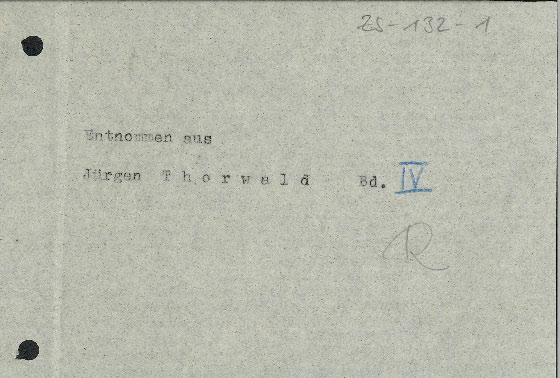 ZS-132-1
Entnommen aus
Jürgen T h o r w a l d Bd. IV
R